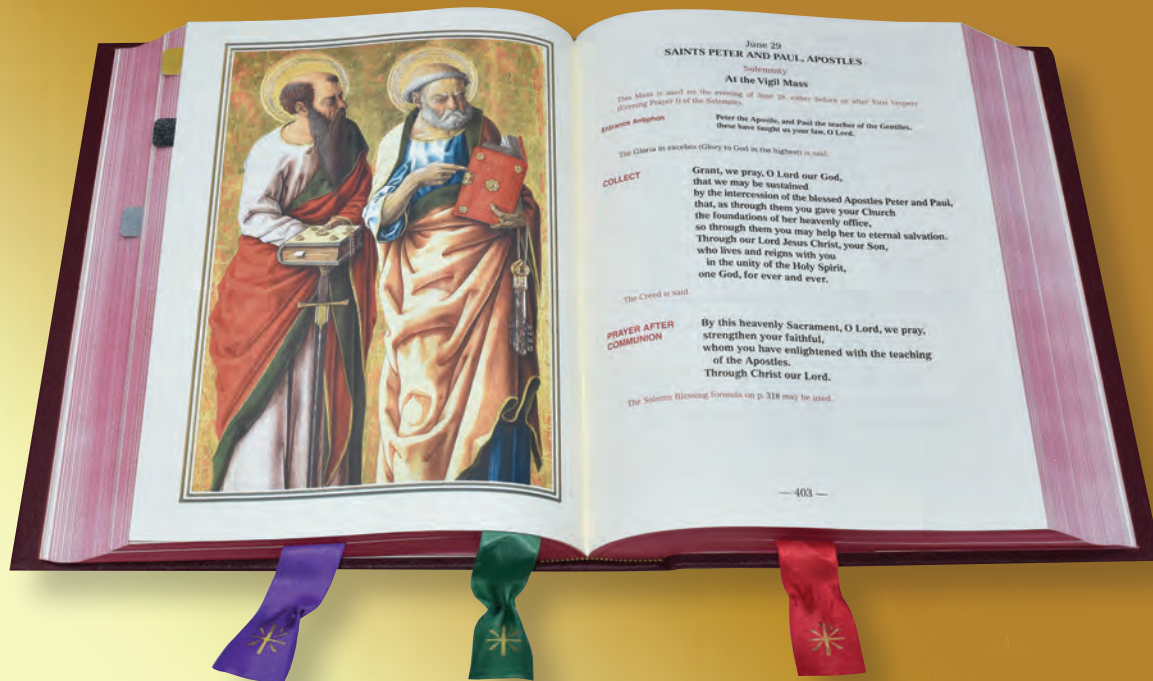 June 29
SAINTS PETER AND PAUL, APOSTLES
Solemnity
At the Vigil Mass
This Mass is used on the evening of June 28, either before or after First Vespers
(Evening Prayer I) of the Solemnity.
Entrance Antiphon
Peter the Apostle, and Paul the teacher of the Gentiles,
these have taught us your law, O Lord.
The Gloria in excelsis (Glory to God in the highest) is said.
COLLECT
Grant, we pray, O Lord our God,
that we may be sustained
by the intercession of the blessed Apostles Peter and Paul,
that, as through them you gave your Church
the foundations of her heavenly office,
so through them you may help her to eternal salvation.
Through our Lord Jesus Christ, your Son,
who lives and reigns with you
in the unity of the Holy Spirit,
one God, for ever and ever.
The Creed is said.
PRAYER AFTER
COMMUNION
By this heavenly Sacrament, O Lord, we pray,
strengthen your faithful,
whom you have enlightened with the teaching
of the Apostles.
Through Christ our Lord.
The Solemn Blessing formula on p. 318 may be used.
— 403 —